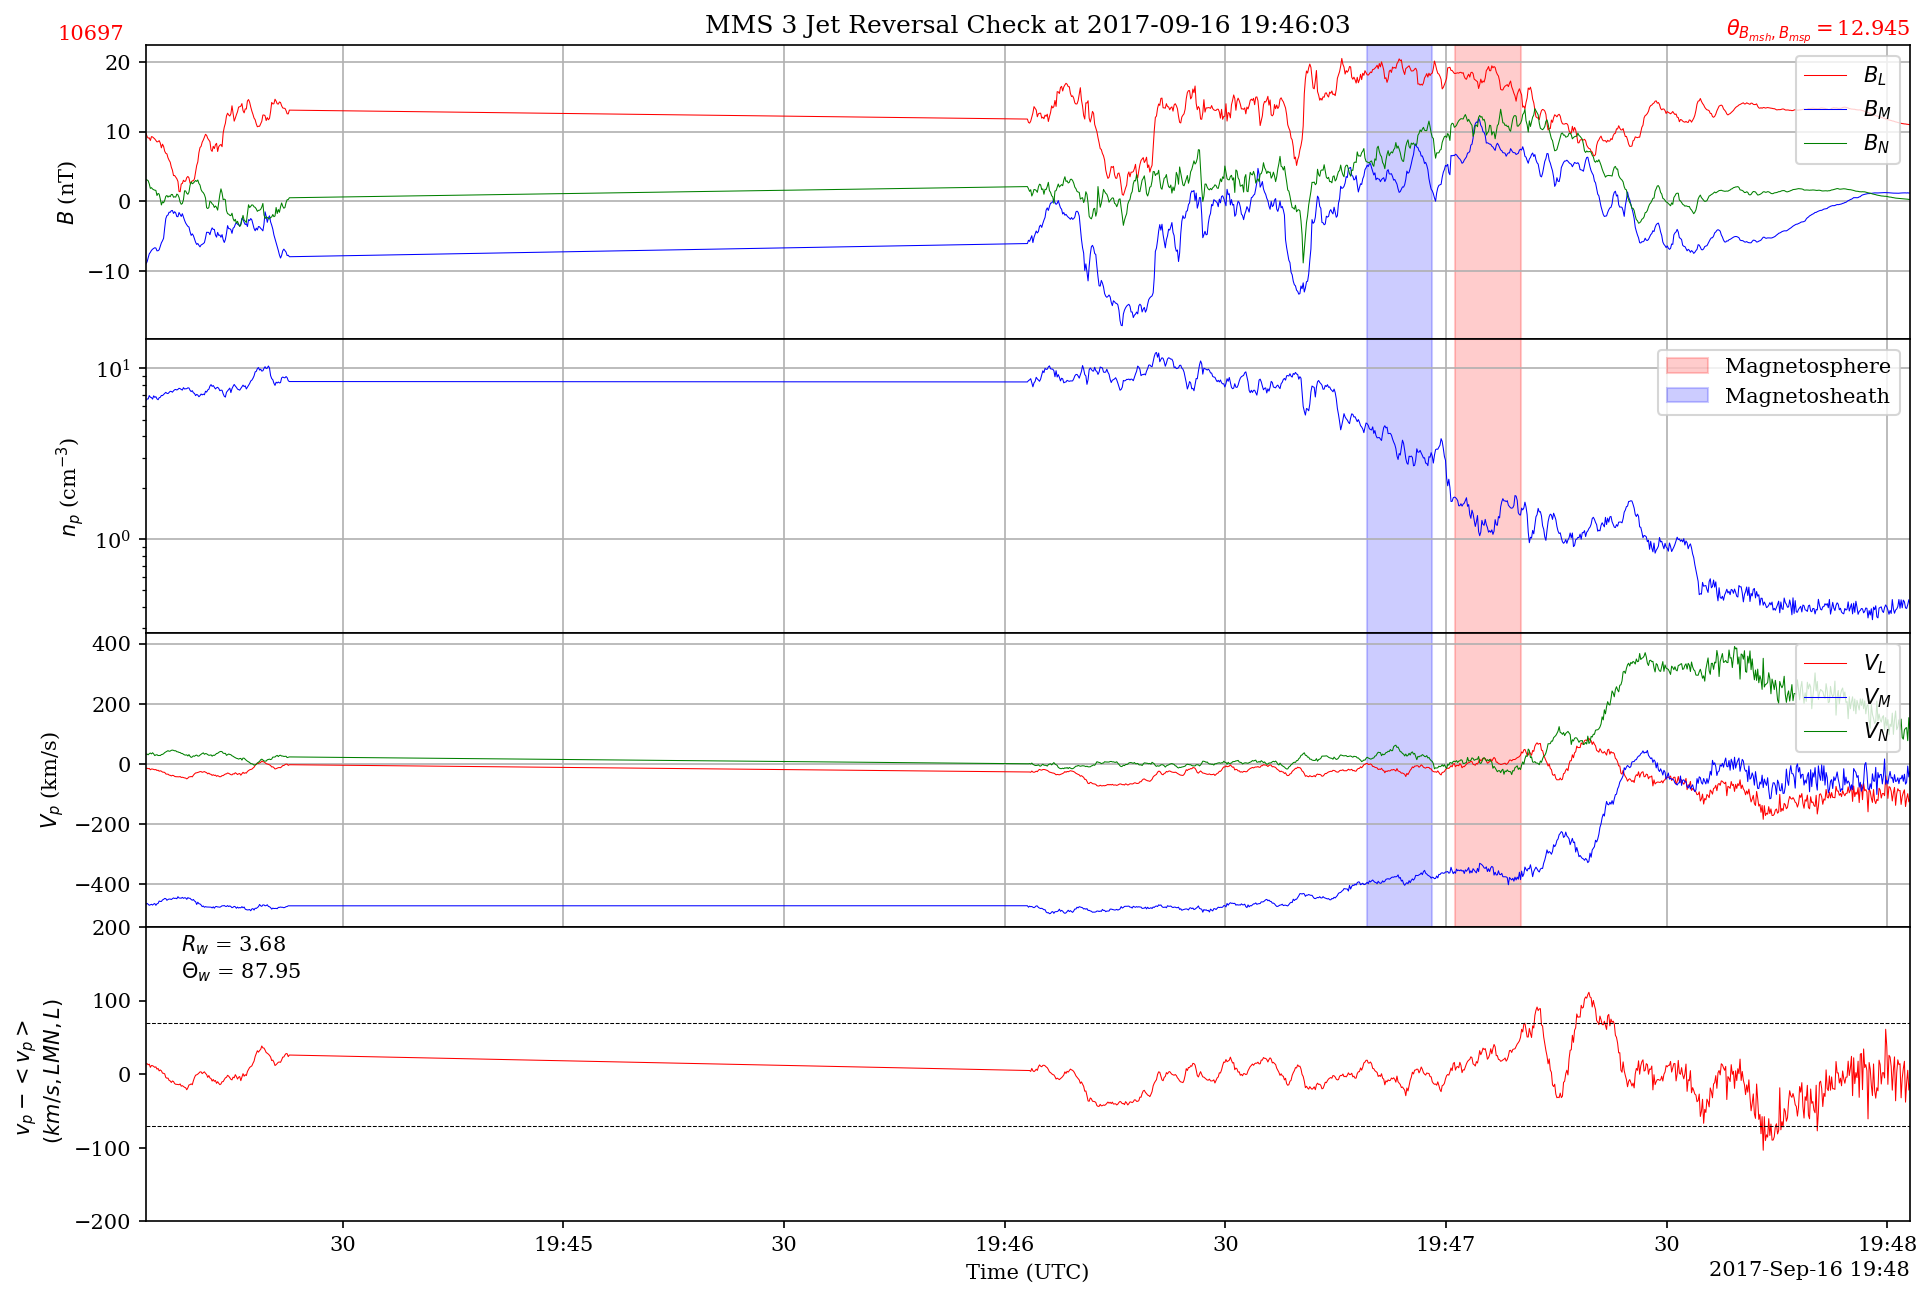 MMS 3 Jet Reversal Check at 2017-09-16 19:46:03
10697
θ_{B_{msh}, B_{msp}} = 12.945
20
10
0
−10
B (nT)
B_L
B_M
B_N
10^1
10^0
n_p (cm^{−3})
Magnetosphere
Magnetosheath
400
200
0
−200
−400
V_p (km/s)
V_L
V_M
V_N
200
100
0
−100
−200
v_p − <v_p>
(km/s, LMN, L)
R_w = 3.68
Θ_w = 87.95
30
19:45
30
19:46
30
19:47
30
19:48
Time (UTC)
2017-Sep-16 19:48